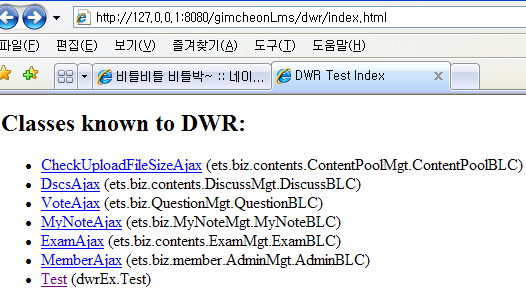 http://127.0.0.1:8080/gimcheonLms/dwr/index.html
파일(F) 편집(E) 보기(V) 즐겨찾기(A) 도구(T) 도움말(H)
비틀비틀 비틀박~ :: 네이... DWR Test Index
Classes known to DWR:
CheckUploadFileSizeAjax (ets.biz.contents.ContentPoolMgt.ContentPoolBLC)
DscsAjax (ets.biz.contents.DiscussMgt.DiscussBLC)
VoteAjax (ets.biz.QuestionMgt.QuestionBLC)
MyNoteAjax (ets.biz.MyNoteMgt.MyNoteBLC)
ExamAjax (ets.biz.contents.ExamMgt.ExamBLC)
MemberAjax (ets.biz.member.AdminMgt.AdminBLC)
Test (dwrEx.Test)